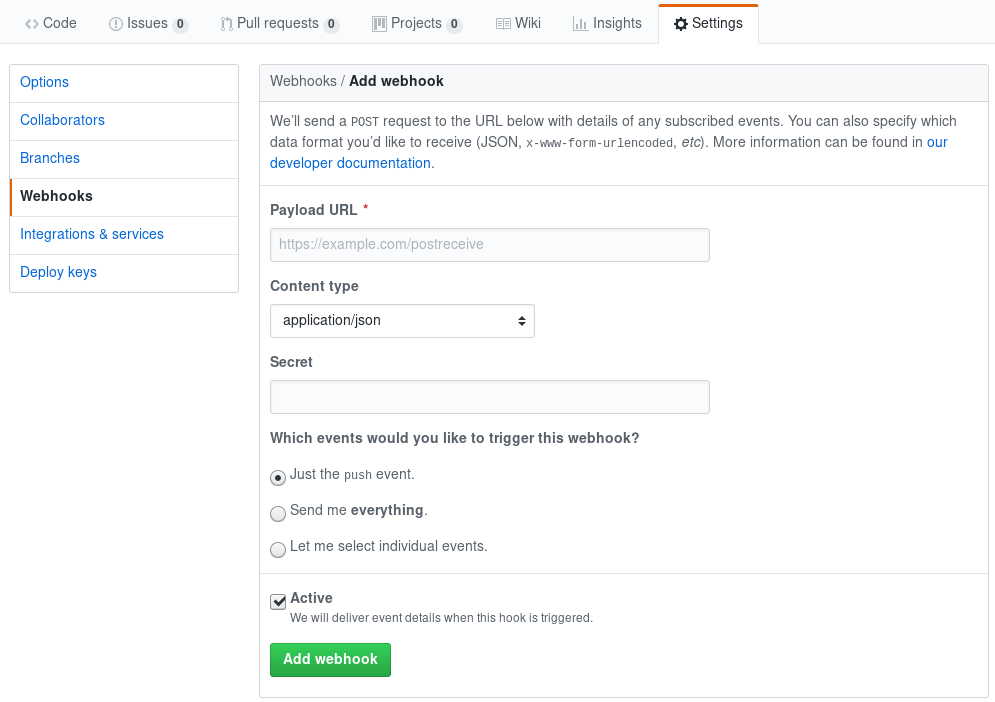 Code Issues 0 Pull requests 0 Projects 0 Wiki Insights Settings
Options
Collaborators
Branches
Webhooks
Integrations & services
Deploy keys
Webhooks / Add webhook
We’ll send a POST request to the URL below with details of any subscribed events. You can also specify which
data format you’d like to receive (JSON, x-www-form-urlencoded, etc). More information can be found in our
developer documentation.
Payload URL *
https://example.com/postreceive
Content type
application/json
Secret
Which events would you like to trigger this webhook?
Just the push event.
Send me everything.
Let me select individual events.
Active
We will deliver event details when this hook is triggered.
Add webhook